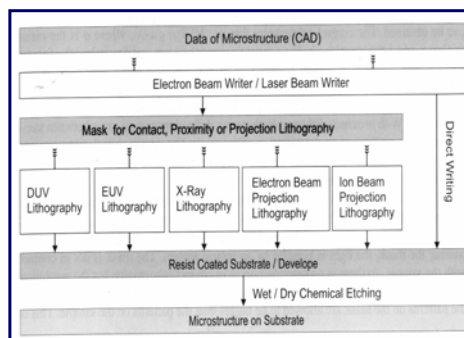 Data of Microstructure (CAD)
Electron Beam Writer / Laser Beam Writer
Mask for Contact, Proximity or Projection Lithography
Direct Writing
DUV
Lithography
EUV
Lithography
X-Ray
Lithography
Electron Beam
Projection
Lithography
Ion Beam
Projection
Lithography
Resist Coated Substrate / Develope
Wet / Dry Chemical Etching
Microstructure on Substrate